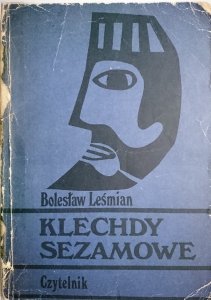 Bolesław Leśmian
KLECHDY
SEZAMOWE
Czytelnik